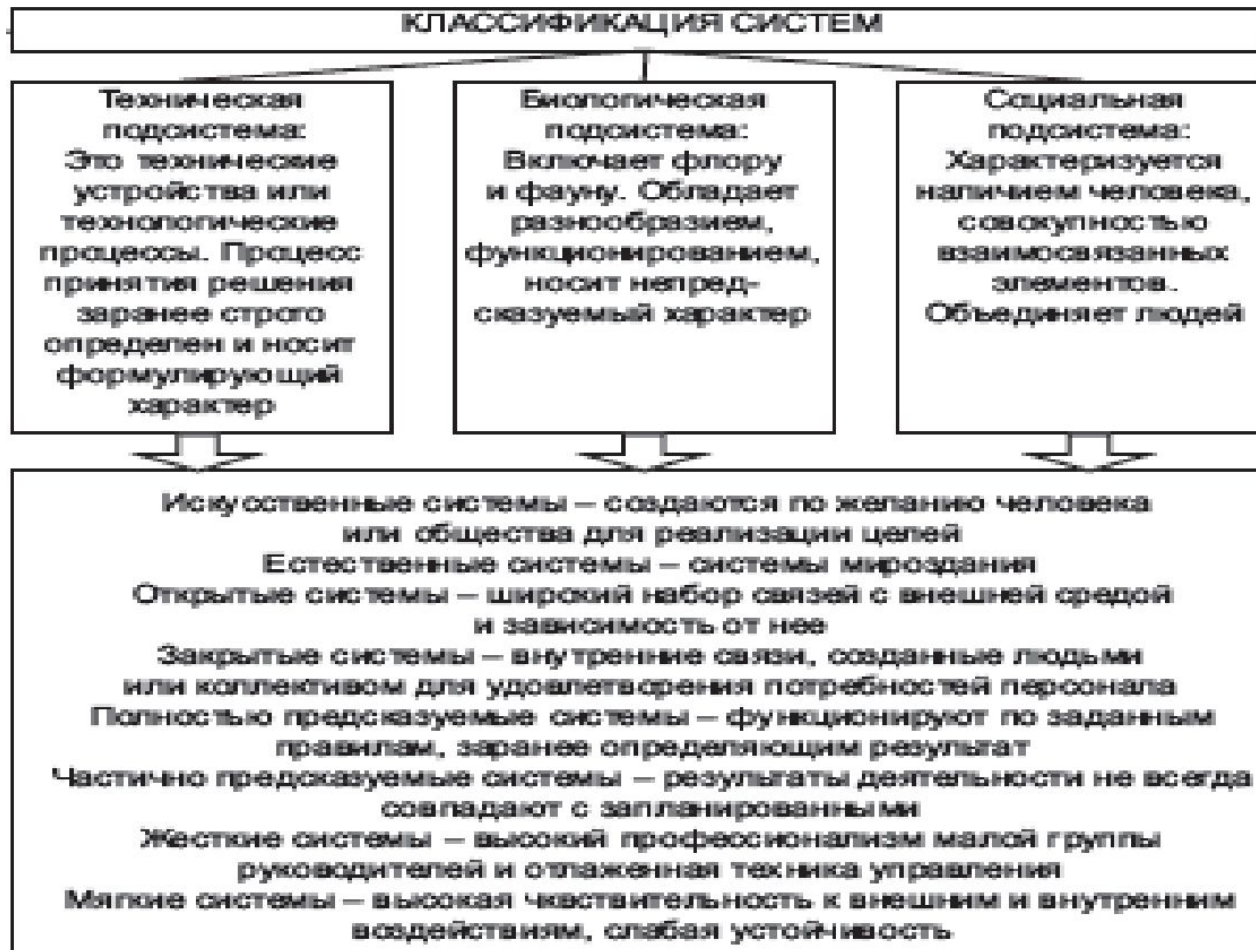 КЛАССИФИКАЦИЯ СИСТЕМ
Техническая
подсистема:
Это технические
устройства или
технологические
процессы. Процесс
принятия решения
заранее строго
определен и носит
формулирующий
характер
Биологическая
подсистема:
Включает флору
и фауну. Обладает
разнообразием,
функционированием,
носит непред-
сказуемый характер
Социальная
подсистема:
Характеризуется
наличием человека,
совокупностью
взаимосвязанных
элементов.
Объединяет людей
Искусственные системы – создаются по желанию человека
или общества для реализации целей
Естественные системы – системы мироздания
Открытые системы – широкий набор связей с внешней средой
и зависимость от нее
Закрытые системы – внутренние связи, созданные людьми
или коллективом для удовлетворения потребностей персонала
Полностью предсказуемые системы – функционируют по заданным
правилам, заранее определяющим результат
Частично предсказуемые системы – результаты деятельности не всегда
совпадают с запланированными
Жесткие системы – высокий профессионализм малой группы
руководителей и отлаженная техника управления
Мягкие системы – высокая чувствительность к внешним и внутренним
воздействиям, слабая устойчивость